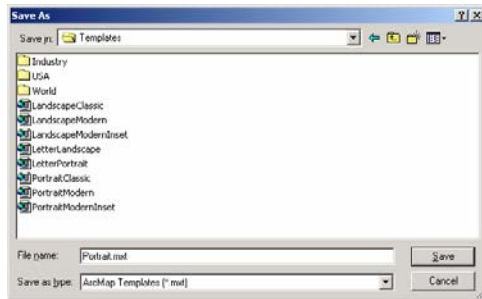 Save As
Save in: Templates
Industry
USA
World
LandscapeClassic
LandscapeModern
LandscapeModernInset
LetterLandscape
LetterPortrait
PortraitClassic
PortraitModern
PortraitModernInset
File name: Portrait.mxt Save
Save as type: ArcMap Templates (*.mxt) Cancel